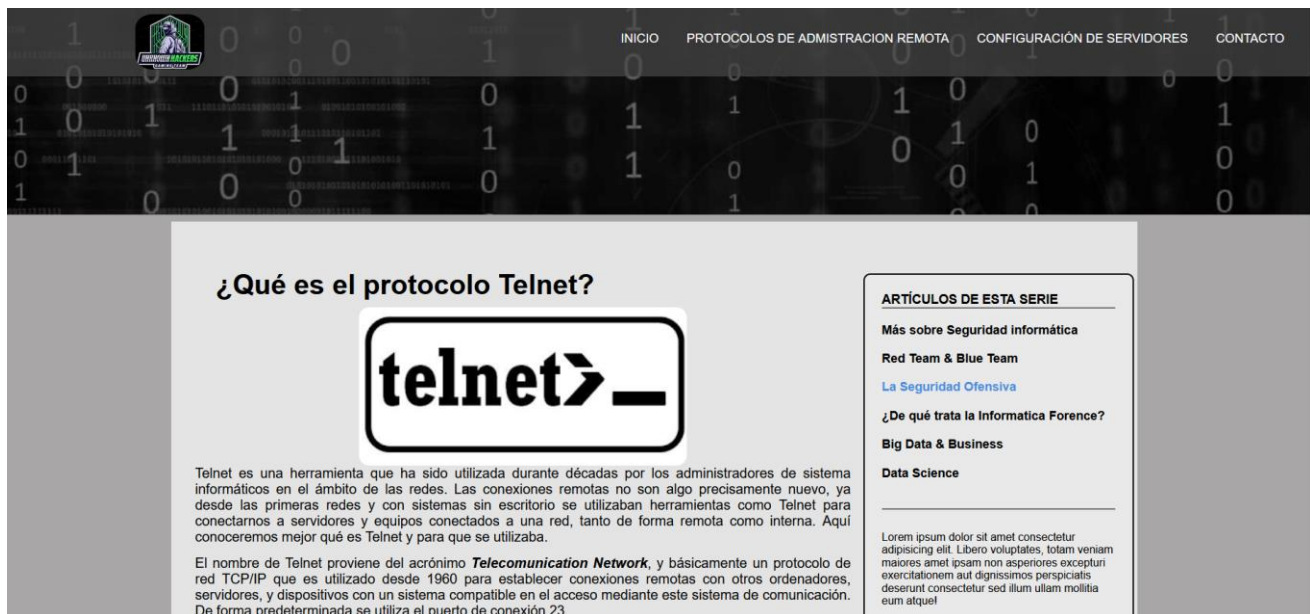 INICIO
PROTOCOLOS DE ADMISTRACION REMOTA
CONFIGURACIÓN DE SERVIDORES
CONTACTO
¿Qué es el protocolo Telnet?
telnet>_
Telnet es una herramienta que ha sido utilizada durante décadas por los administradores de sistema
informáticos en el ámbito de las redes. Las conexiones remotas no son algo precisamente nuevo, ya
desde las primeras redes y con sistemas sin escritorio se utilizaban herramientas como Telnet para
conectarnos a servidores y equipos conectados a una red, tanto de forma remota como interna. Aquí
conoceremos mejor qué es Telnet y para que se utilizaba.
El nombre de Telnet proviene del acrónimo Telecomunication Network, y básicamente un protocolo de
red TCP/IP que es utilizado desde 1960 para establecer conexiones remotas con otros ordenadores,
servidores, y dispositivos con un sistema compatible en el acceso mediante este sistema de comunicación.
De forma predeterminada se utiliza el puerto de conexión 23.
ARTÍCULOS DE ESTA SERIE
Más sobre Seguridad informática
Red Team & Blue Team
La Seguridad Ofensiva
¿De qué trata la Informatica Forence?
Big Data & Business
Data Science
Lorem ipsum dolor sit amet consectetur
adipisicing elit. Libero voluptates, totam veniam
maiores amet ipsam non asperiores excepturi
exercitationem aut dignissimos perspiciatis
deserunt consectetur sed illum ullam mollitia
eum atque!